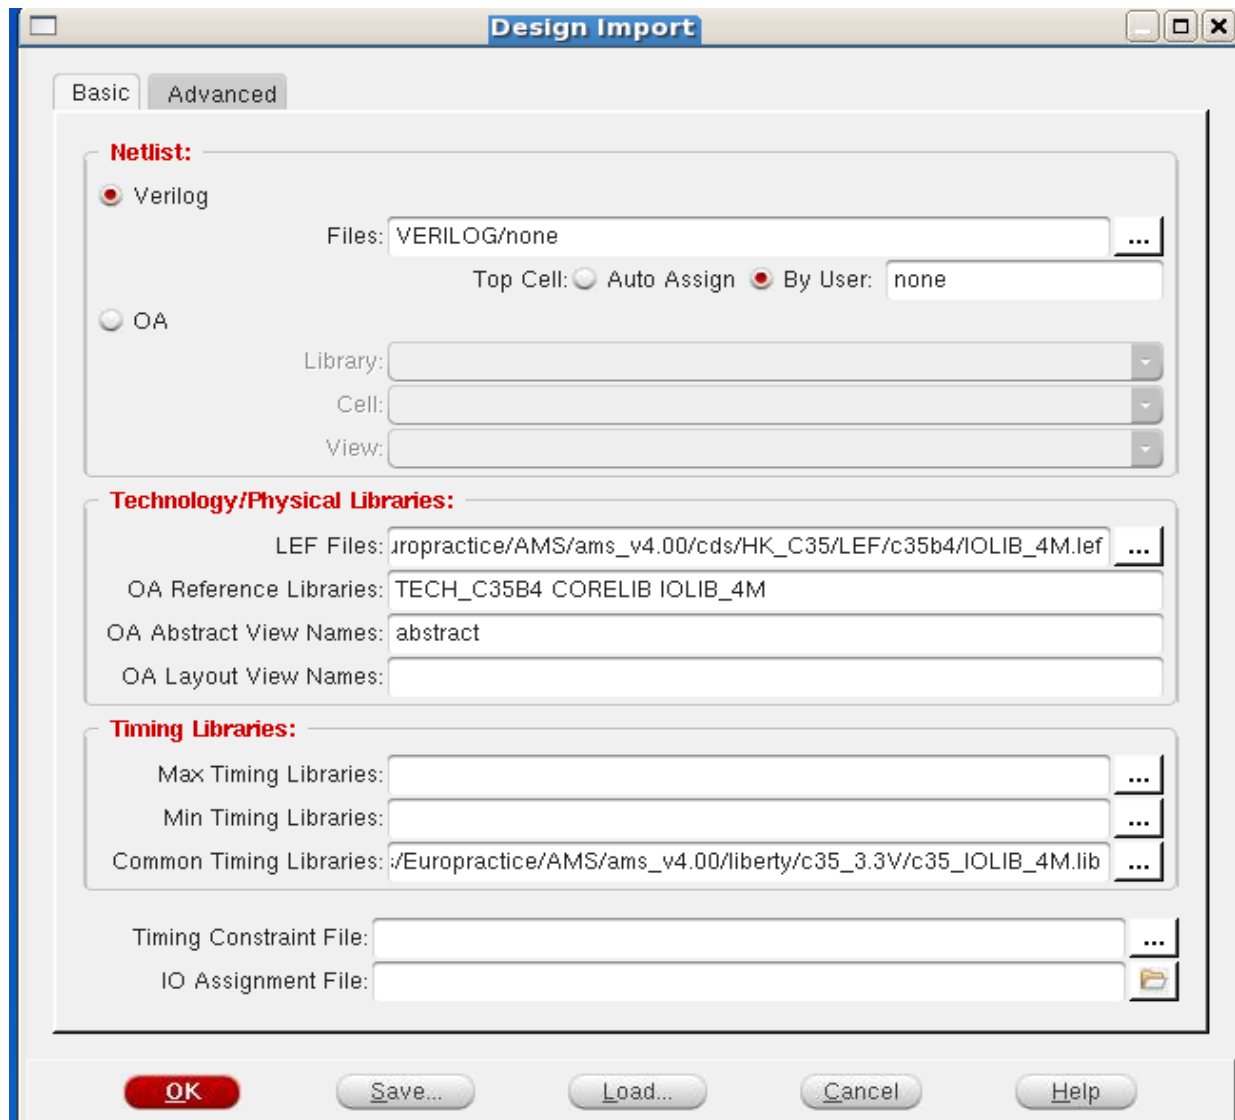 Design Import
Basic Advanced
Netlist:
Verilog
Files: VERILOG/none ...
Top Cell: Auto Assign By User: none
OA
Library:
Cell:
View:
Technology/Physical Libraries:
LEF Files: uropractice/AMS/ams_v4.00/cds/HK_C35/LEF/c35b4/IOLIB_4M.lef ...
OA Reference Libraries: TECH_C35B4 CORELIB IOLIB_4M
OA Abstract View Names: abstract
OA Layout View Names:
Timing Libraries:
Max Timing Libraries: ...
Min Timing Libraries: ...
Common Timing Libraries: s/Europractice/AMS/ams_v4.00/liberty/c35_3.3V/c35_IOLIB_4M.lib ...
Timing Constraint File: ...
IO Assignment File:
OK Save... Load... Cancel Help